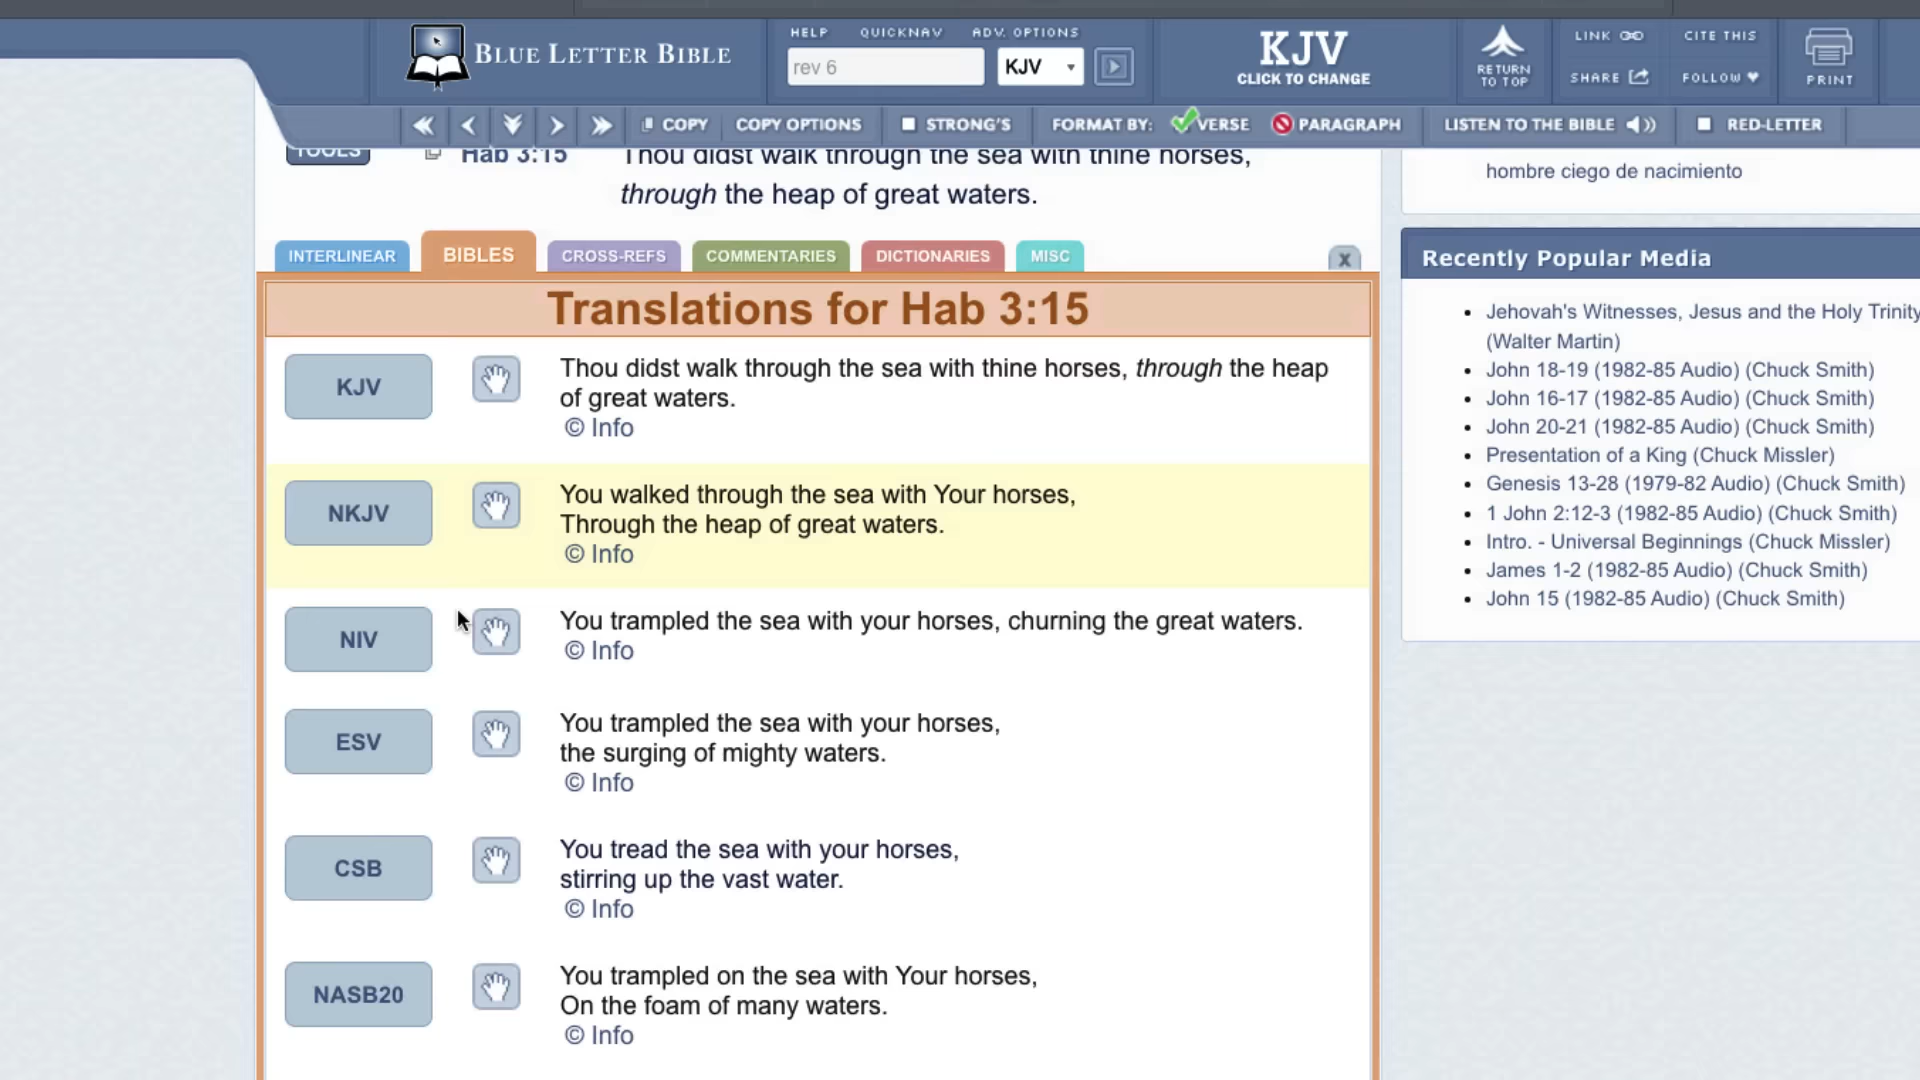 BLUE LETTER BIBLE
HELP QUICKNAV ADV. OPTIONS
rev 6 KJV
KJV
CLICK TO CHANGE
RETURN
TO TOP
LINK
SHARE
CITE THIS
FOLLOW
PRINT
COPY COPY OPTIONS STRONG'S FORMAT BY: VERSE PARAGRAPH LISTEN TO THE BIBLE RED-LETTER
TOOLS Hab 3:15 Thou didst walk through the sea with thine horses,
through the heap of great waters.
INTERLINEAR BIBLES CROSS-REFS COMMENTARIES DICTIONARIES MISC X
Translations for Hab 3:15
KJV
Thou didst walk through the sea with thine horses, through the heap
of great waters.
© Info
NKJV
You walked through the sea with Your horses,
Through the heap of great waters.
© Info
NIV
You trampled the sea with your horses, churning the great waters.
© Info
ESV
You trampled the sea with your horses,
the surging of mighty waters.
© Info
CSB
You tread the sea with your horses,
stirring up the vast water.
© Info
NASB20
You trampled on the sea with Your horses,
On the foam of many waters.
© Info
hombre ciego de nacimiento
Recently Popular Media
Jehovah's Witnesses, Jesus and the Holy Trinity
(Walter Martin)
John 18-19 (1982-85 Audio) (Chuck Smith)
John 16-17 (1982-85 Audio) (Chuck Smith)
John 20-21 (1982-85 Audio) (Chuck Smith)
Presentation of a King (Chuck Missler)
Genesis 13-28 (1979-82 Audio) (Chuck Smith)
1 John 2:12-3 (1982-85 Audio) (Chuck Smith)
Intro. - Universal Beginnings (Chuck Missler)
James 1-2 (1982-85 Audio) (Chuck Smith)
John 15 (1982-85 Audio) (Chuck Smith)